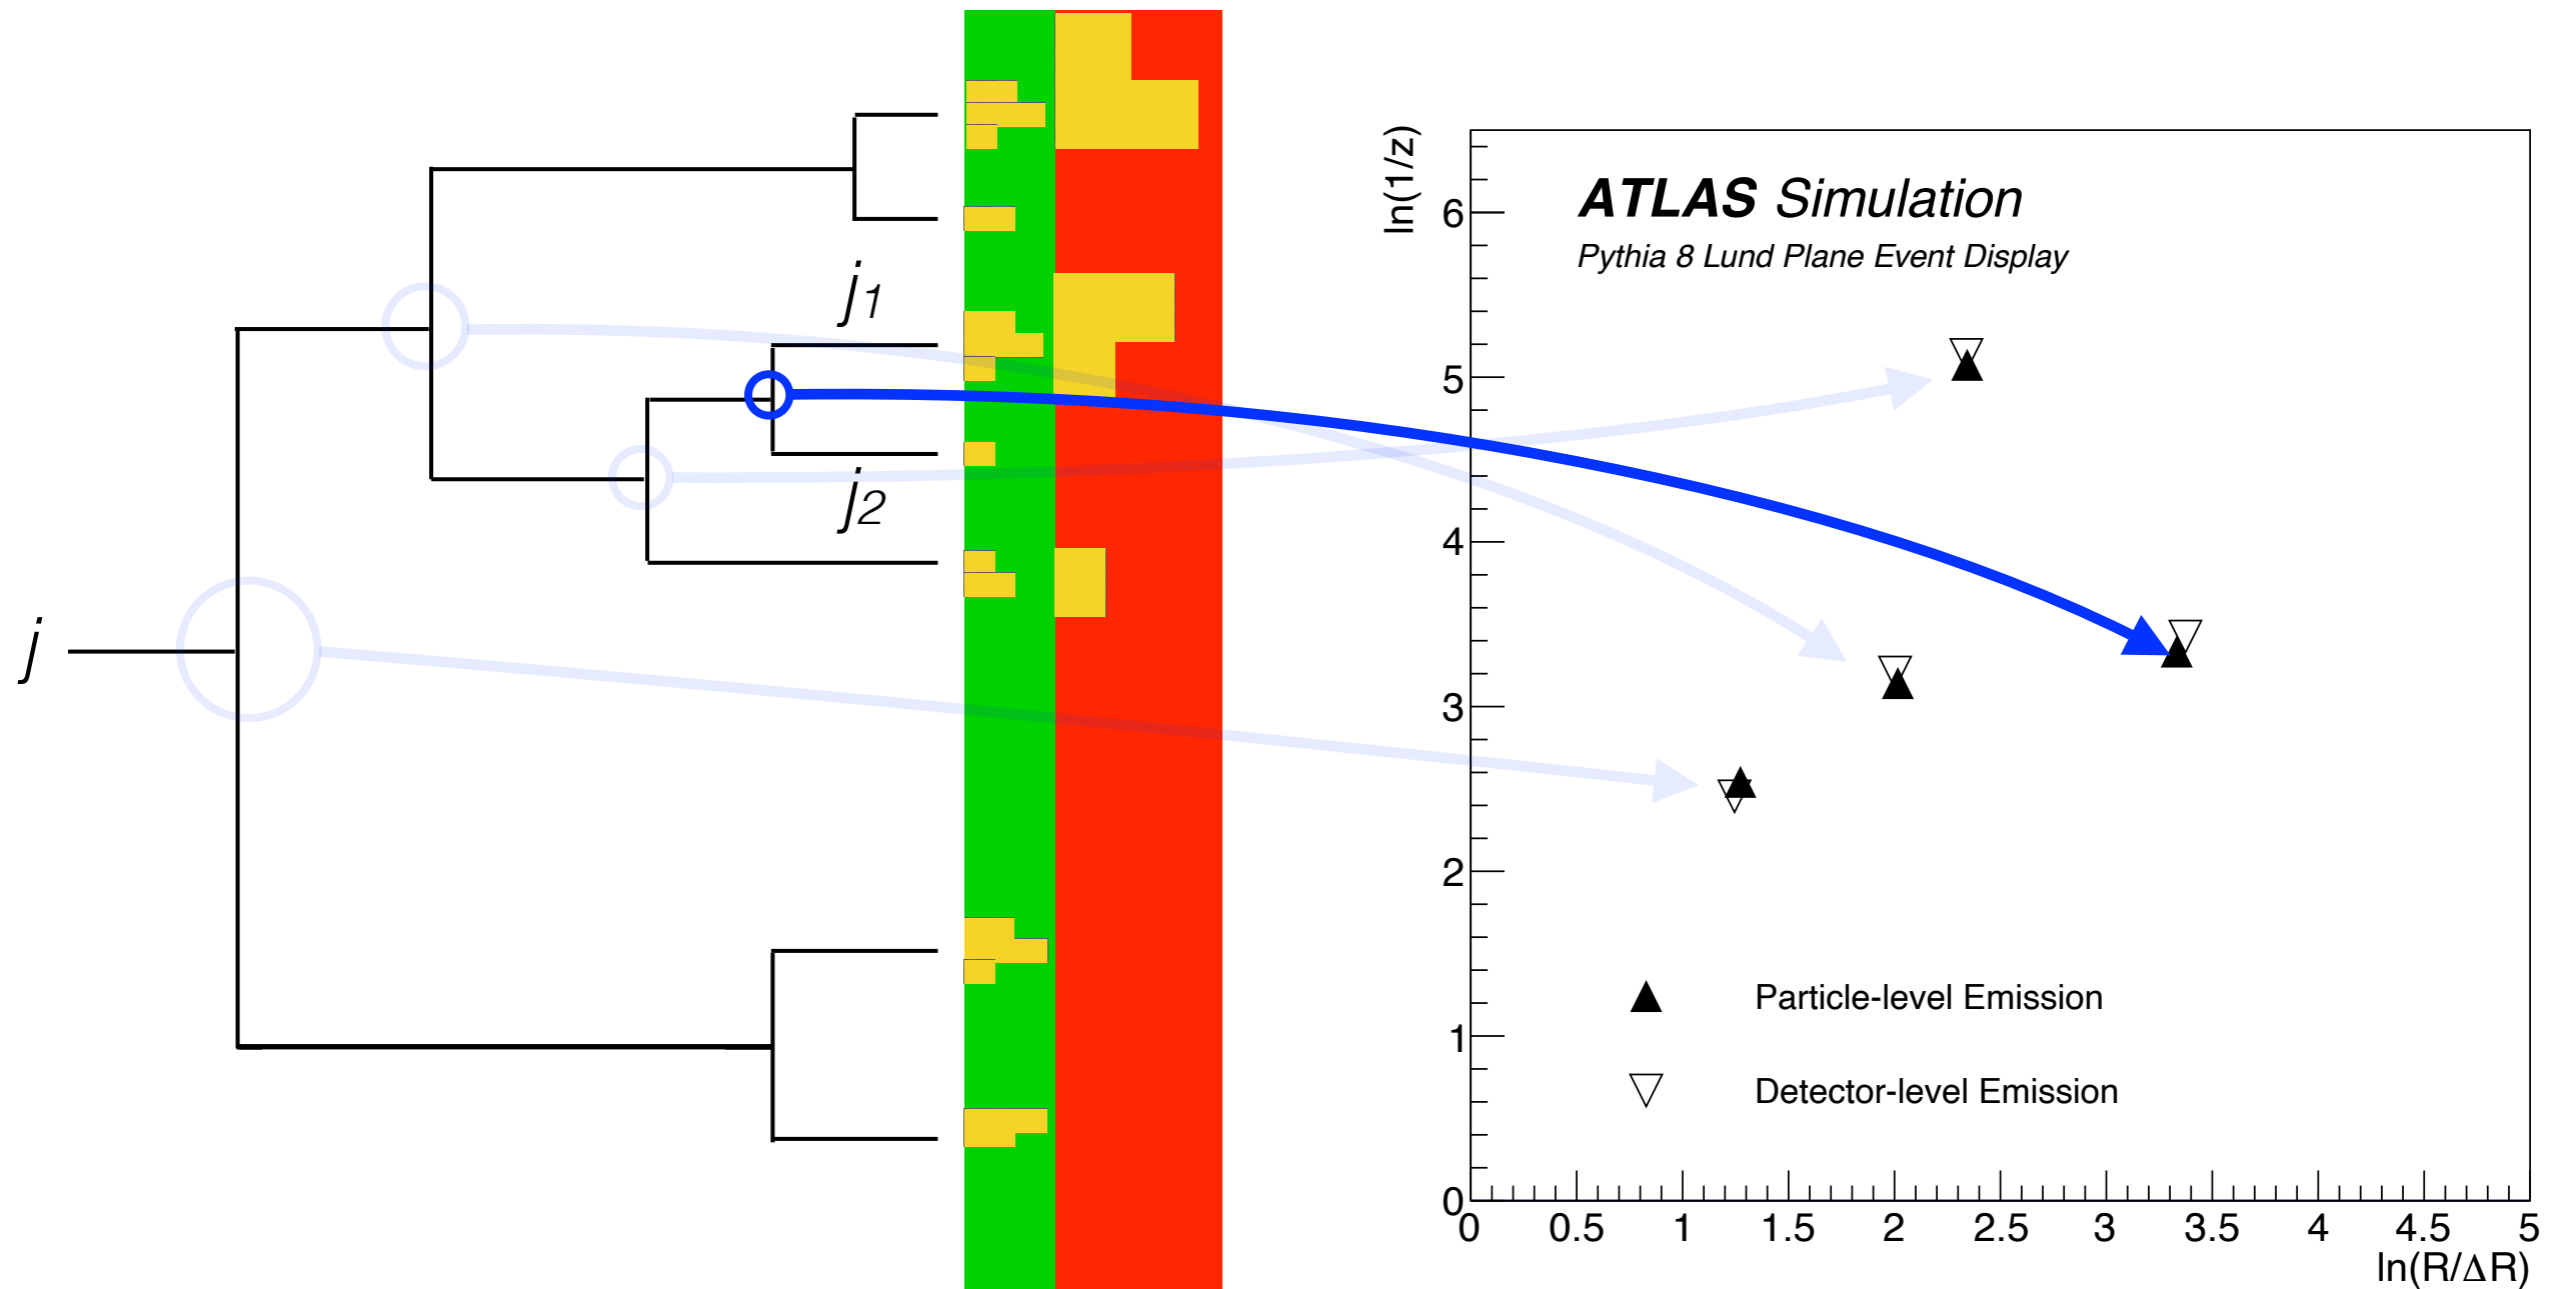 j
j1
j2
ln(1/z)
ATLAS Simulation
Pythia 8 Lund Plane Event Display
6
5
4
3
2
1
0
Particle-level Emission
Detector-level Emission
0 0.5 1 1.5 2 2.5 3 3.5 4 4.5 5
ln(R/ΔR)